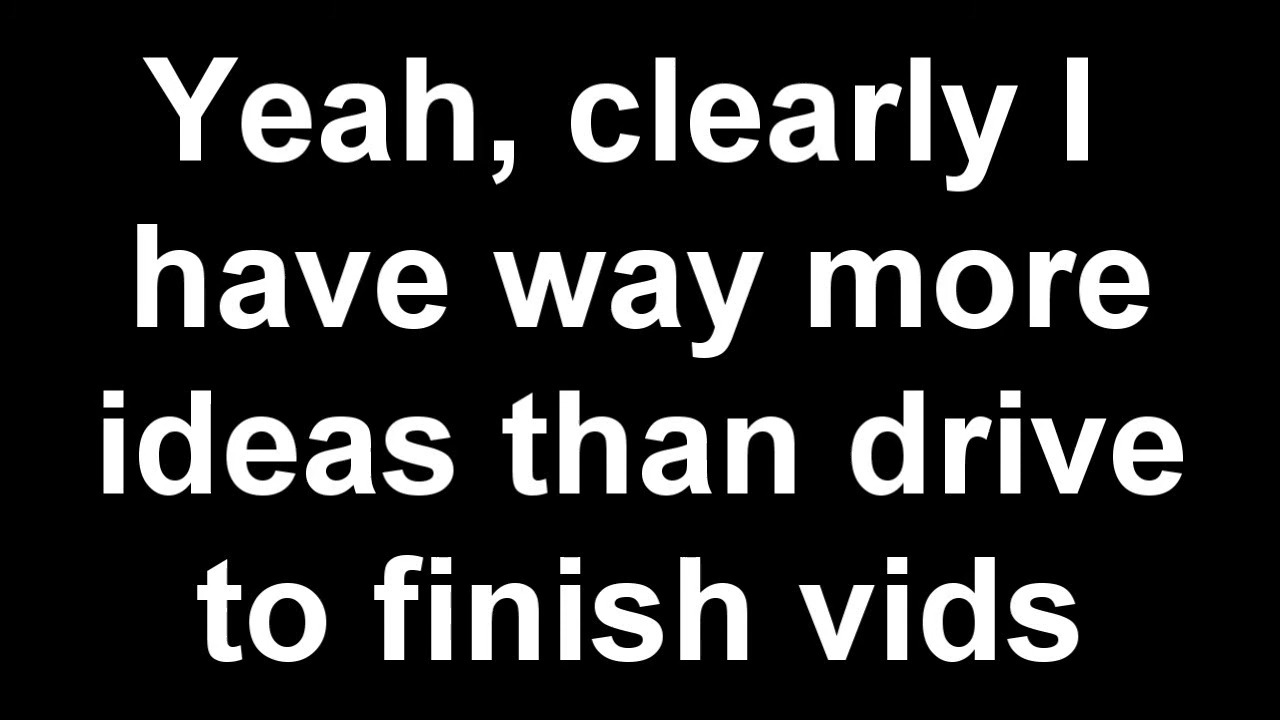 Yeah, clearly I
have way more
ideas than drive
to finish vids